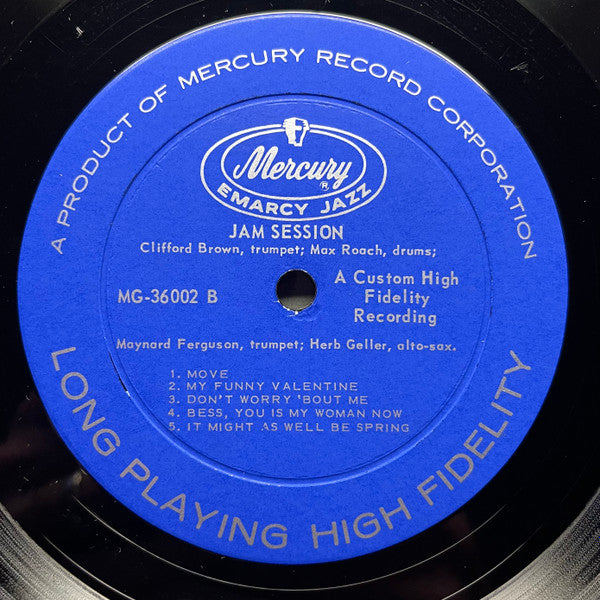 A PRODUCT OF MERCURY RECORD CORPORATION
Mercury
®
EMARCY JAZZ
JAM SESSION
Clifford Brown, trumpet; Max Roach, drums;
MG-36002 B
A Custom High
Fidelity
Recording
Maynard Ferguson, trumpet; Herb Geller, alto-sax.
1. MOVE
2. MY FUNNY VALENTINE
3. DON'T WORRY 'BOUT ME
4. BESS, YOU IS MY WOMAN NOW
5. IT MIGHT AS WELL BE SPRING
LONG PLAYING HIGH FIDELITY